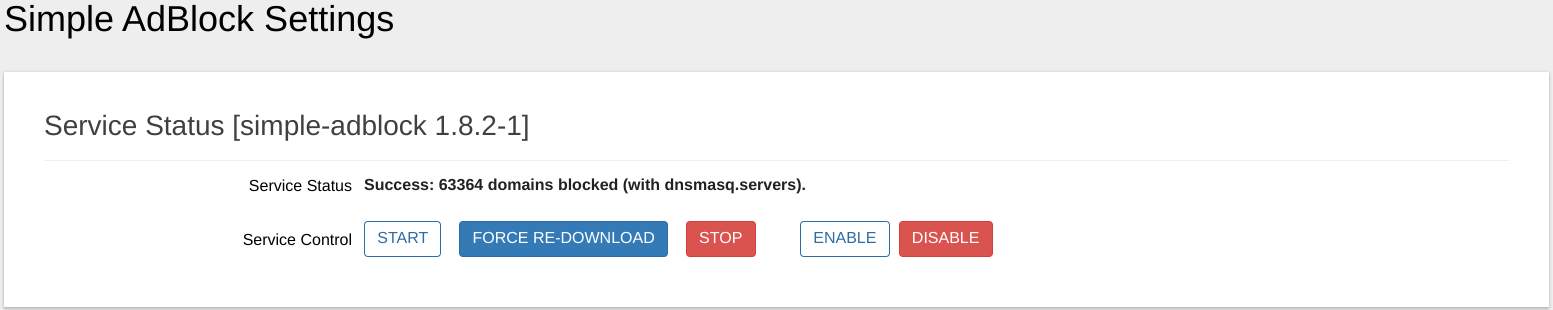 Simple AdBlock Settings
Service Status [simple-adblock 1.8.2-1]
Service Status Success: 63364 domains blocked (with dnsmasq.servers).
Service Control START FORCE RE-DOWNLOAD STOP ENABLE DISABLE